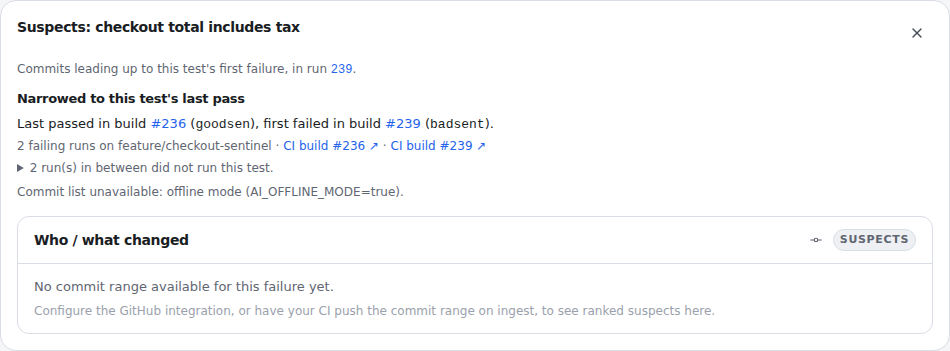 Suspects: checkout total includes tax
Commits leading up to this test's first failure, in run 239.
Narrowed to this test's last pass
Last passed in build #236 (goodsen), first failed in build #239 (badsent).
2 failing runs on feature/checkout-sentinel · CI build #236 ↗ · CI build #239 ↗
▶ 2 run(s) in between did not run this test.
Commit list unavailable: offline mode (AI_OFFLINE_MODE=true).
Who / what changed SUSPECTS
No commit range available for this failure yet.
Configure the GitHub integration, or have your CI push the commit range on ingest, to see ranked suspects here.